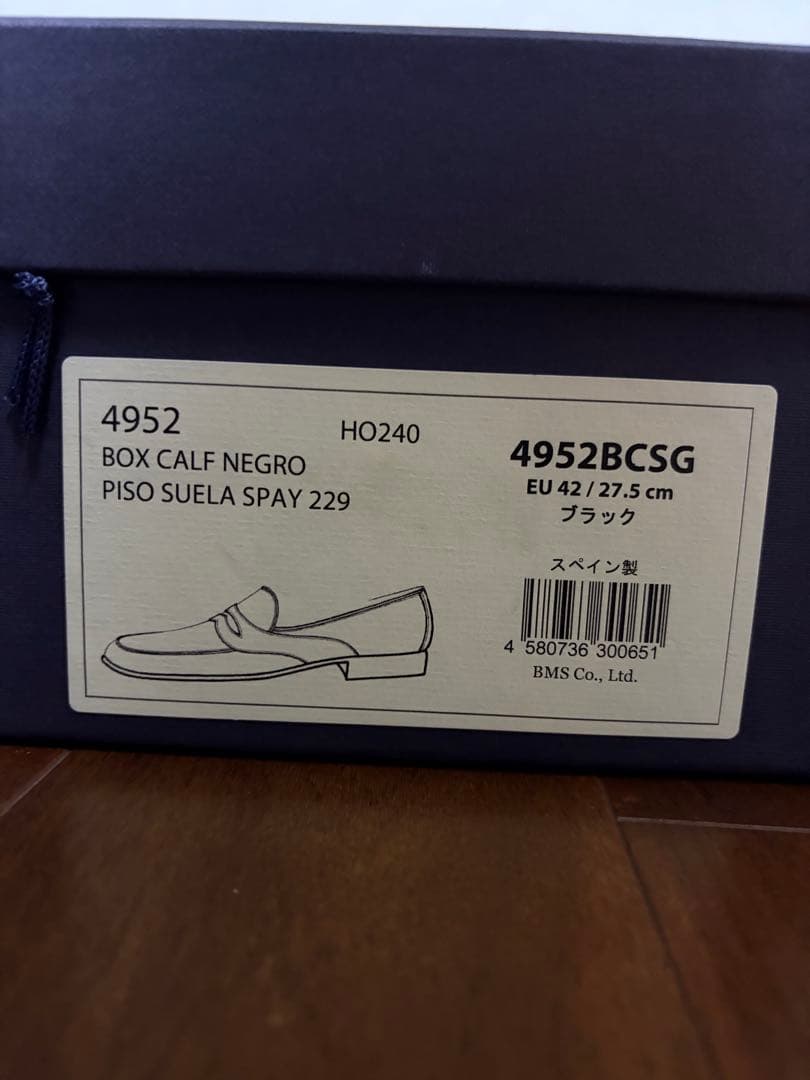 4952
HO240
BOX CALF NEGRO
PISO SUELA SPAY 229
4952BCSG
EU 42 / 27.5 cm
ブラック
スペイン製
4 580736 300651
BMS Co., Ltd.